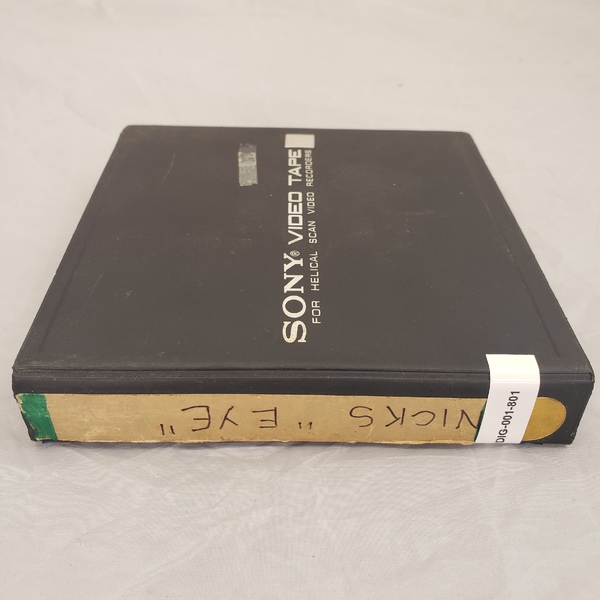 SONY® VIDEO TAPE
FOR HELICAL SCAN VIDEO RECORDERS
NICKS "EYE"
DIG-001-801